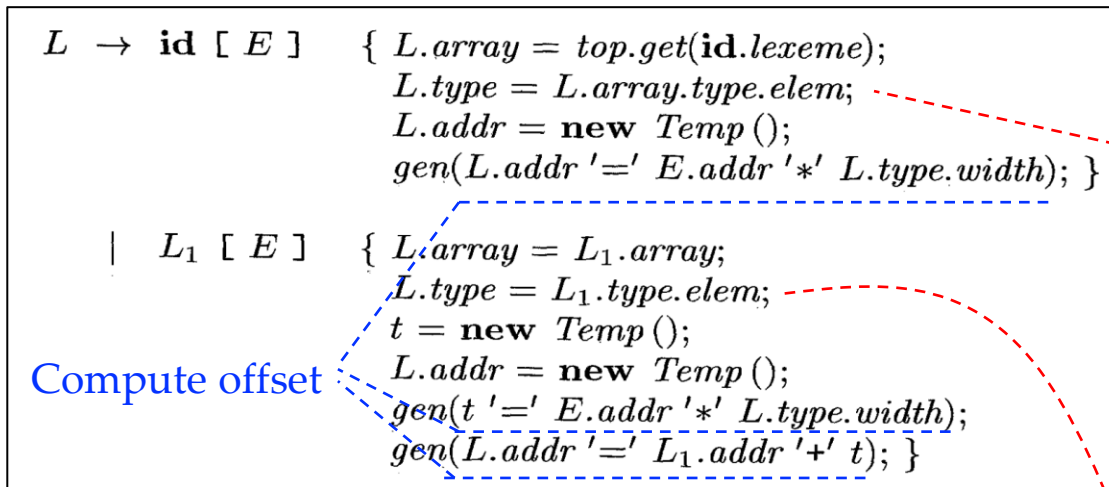 L → id [ E ] { L.array = top.get(id.lexeme);
L.type = L.array.type.elem;
L.addr = new Temp();
gen(L.addr '=' E.addr '*' L.type.width); }
| L₁ [ E ] { L.array = L₁.array;
L.type = L₁.type.elem;
t = new Temp();
L.addr = new Temp();
Compute offset
gen(t '=' E.addr '*' L.type.width);
gen(L.addr '=' L₁.addr '+' t); }